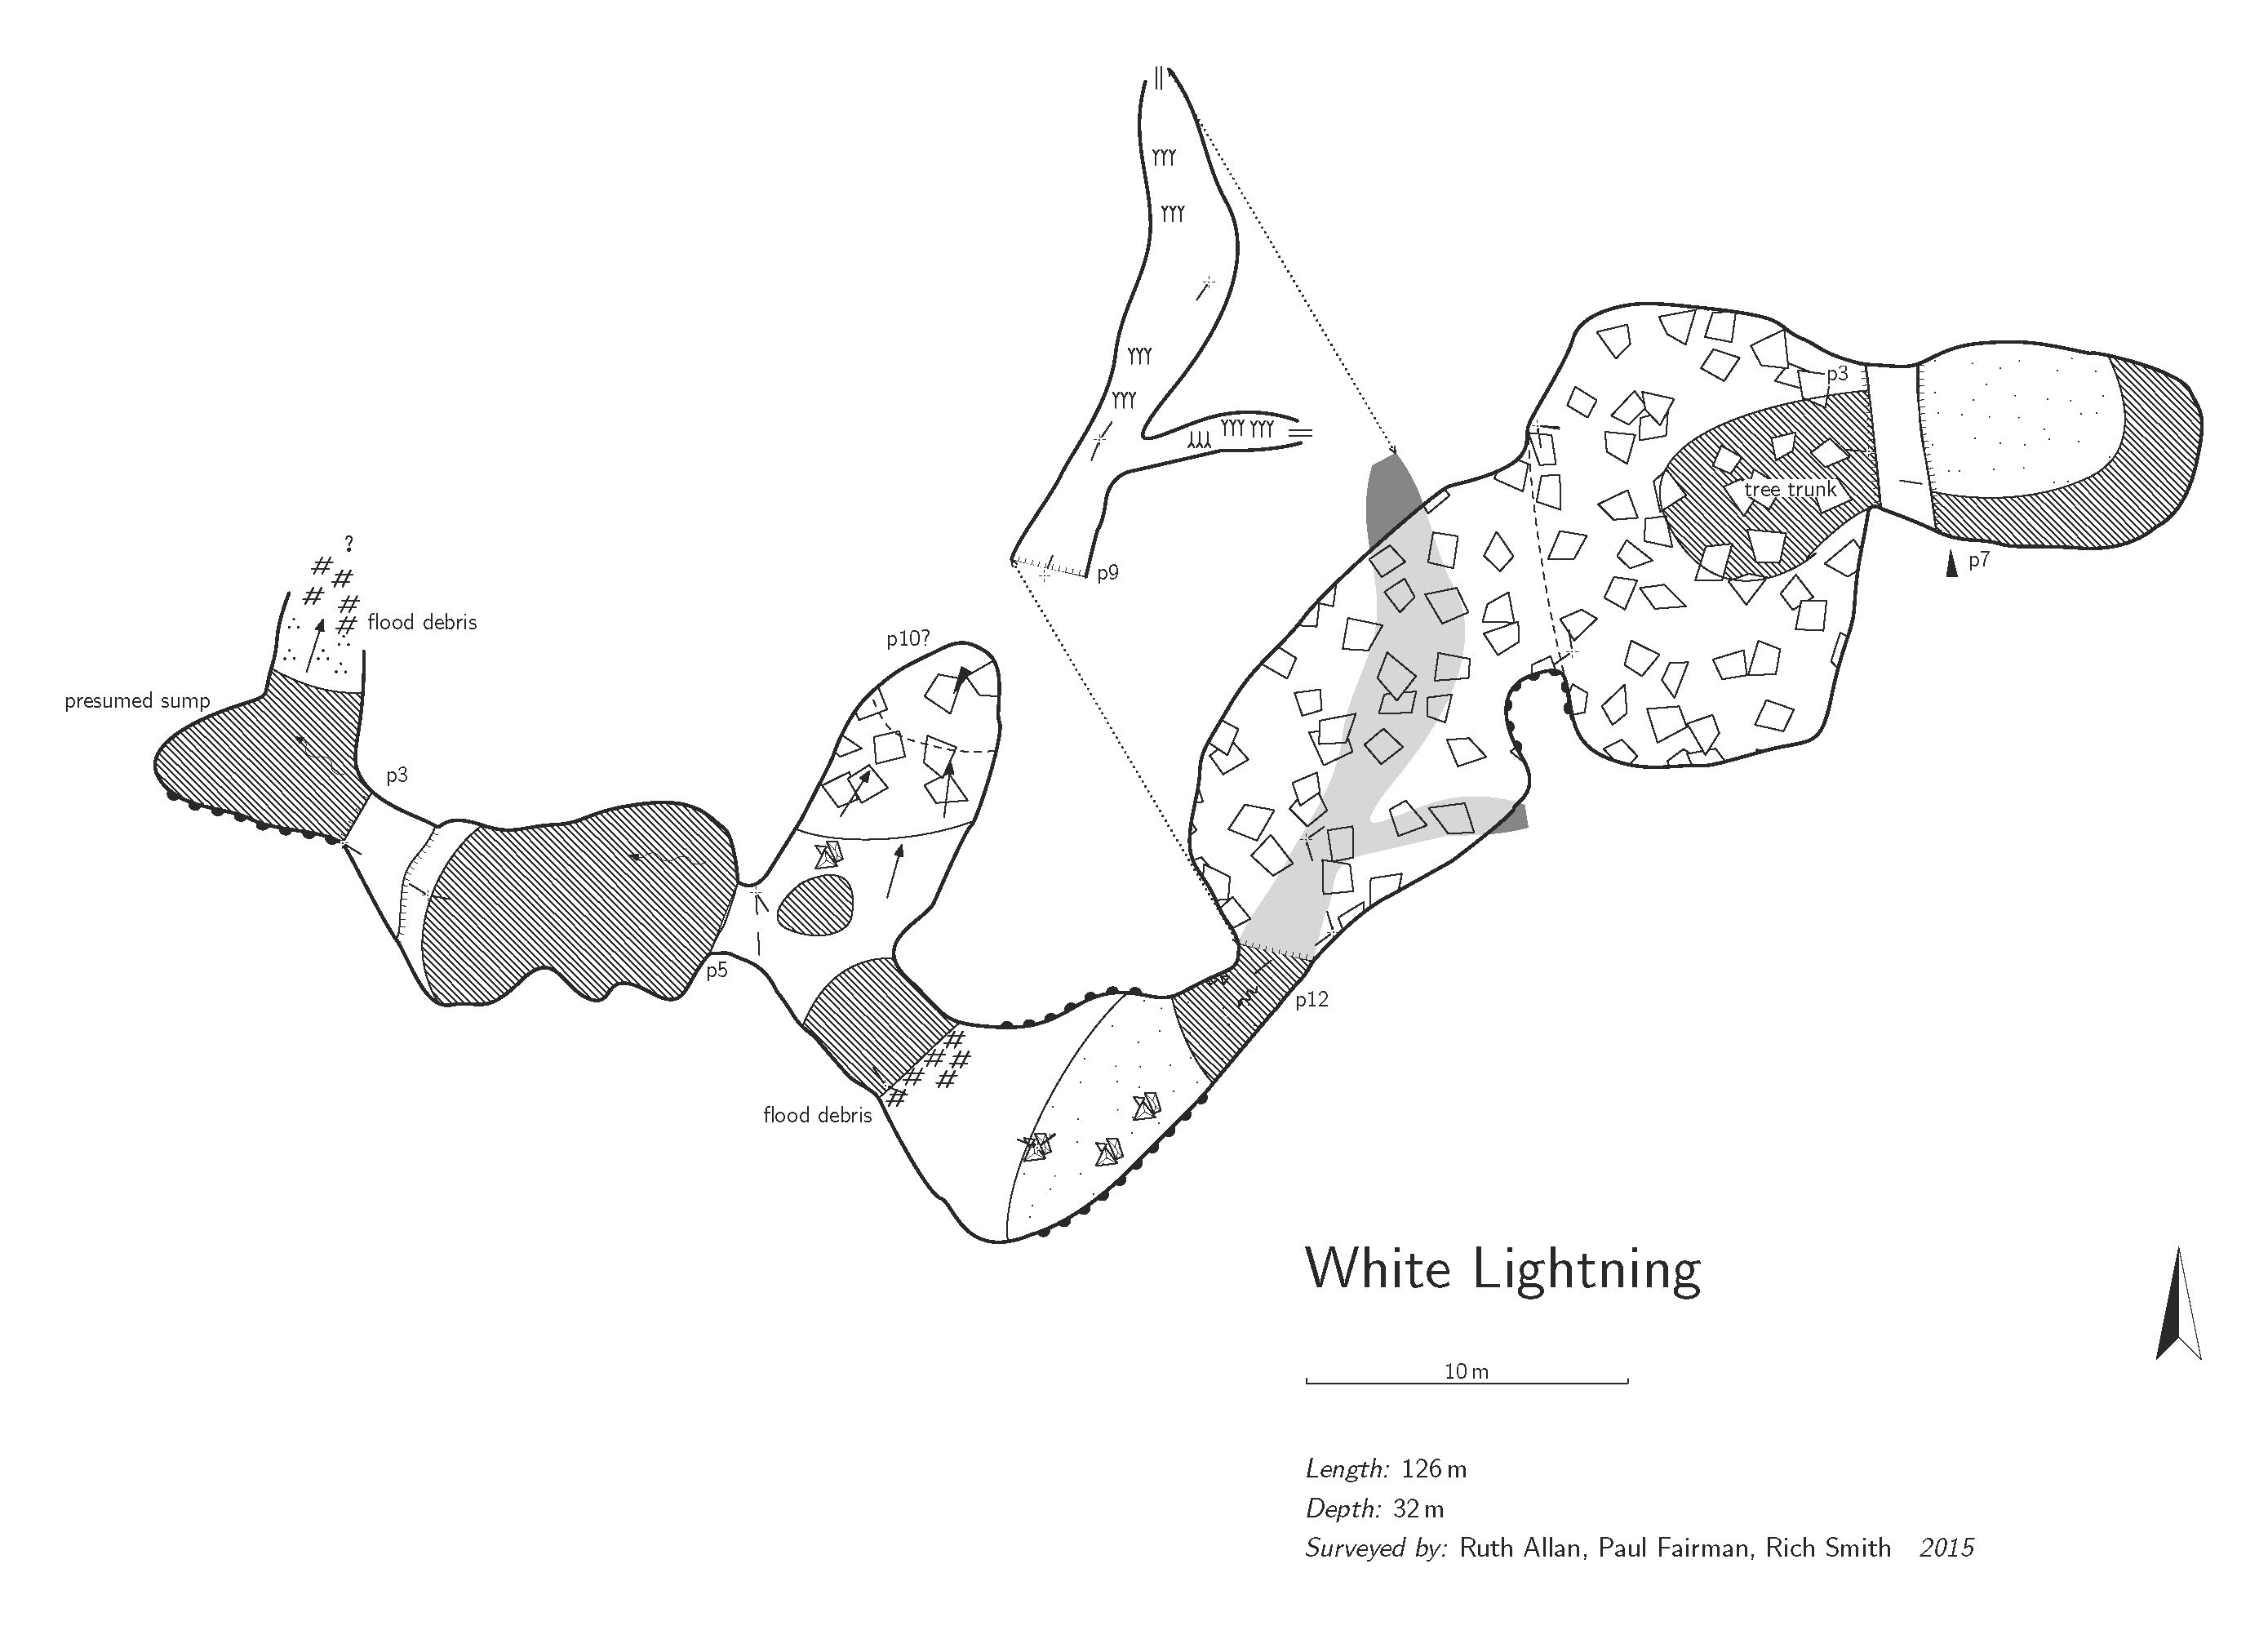 p3
tree trunk
?
p7
p9
flood debris
p10?
presumed sump
p3
p5
p12
flood debris
White Lightning
10 m
Length: 126 m
Depth: 32 m
Surveyed by: Ruth Allan, Paul Fairman, Rich Smith 2015